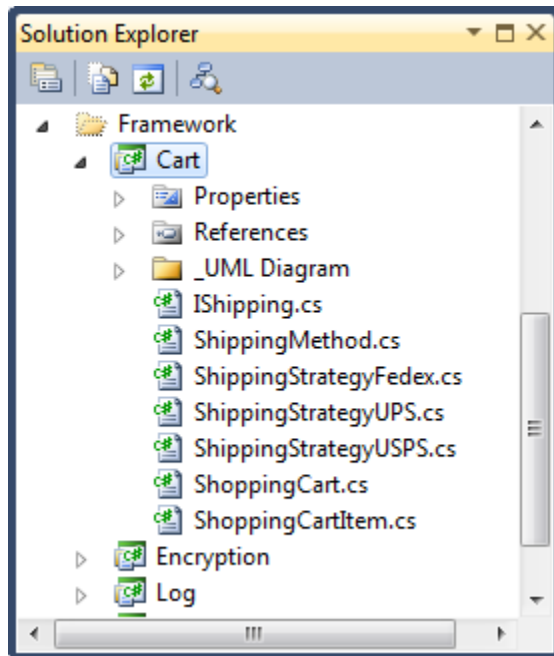 Solution Explorer
Framework
Cart
Properties
References
_UML Diagram
IShipping.cs
ShippingMethod.cs
ShippingStrategyFedex.cs
ShippingStrategyUPS.cs
ShippingStrategyUSPS.cs
ShoppingCart.cs
ShoppingCartItem.cs
Encryption
Log